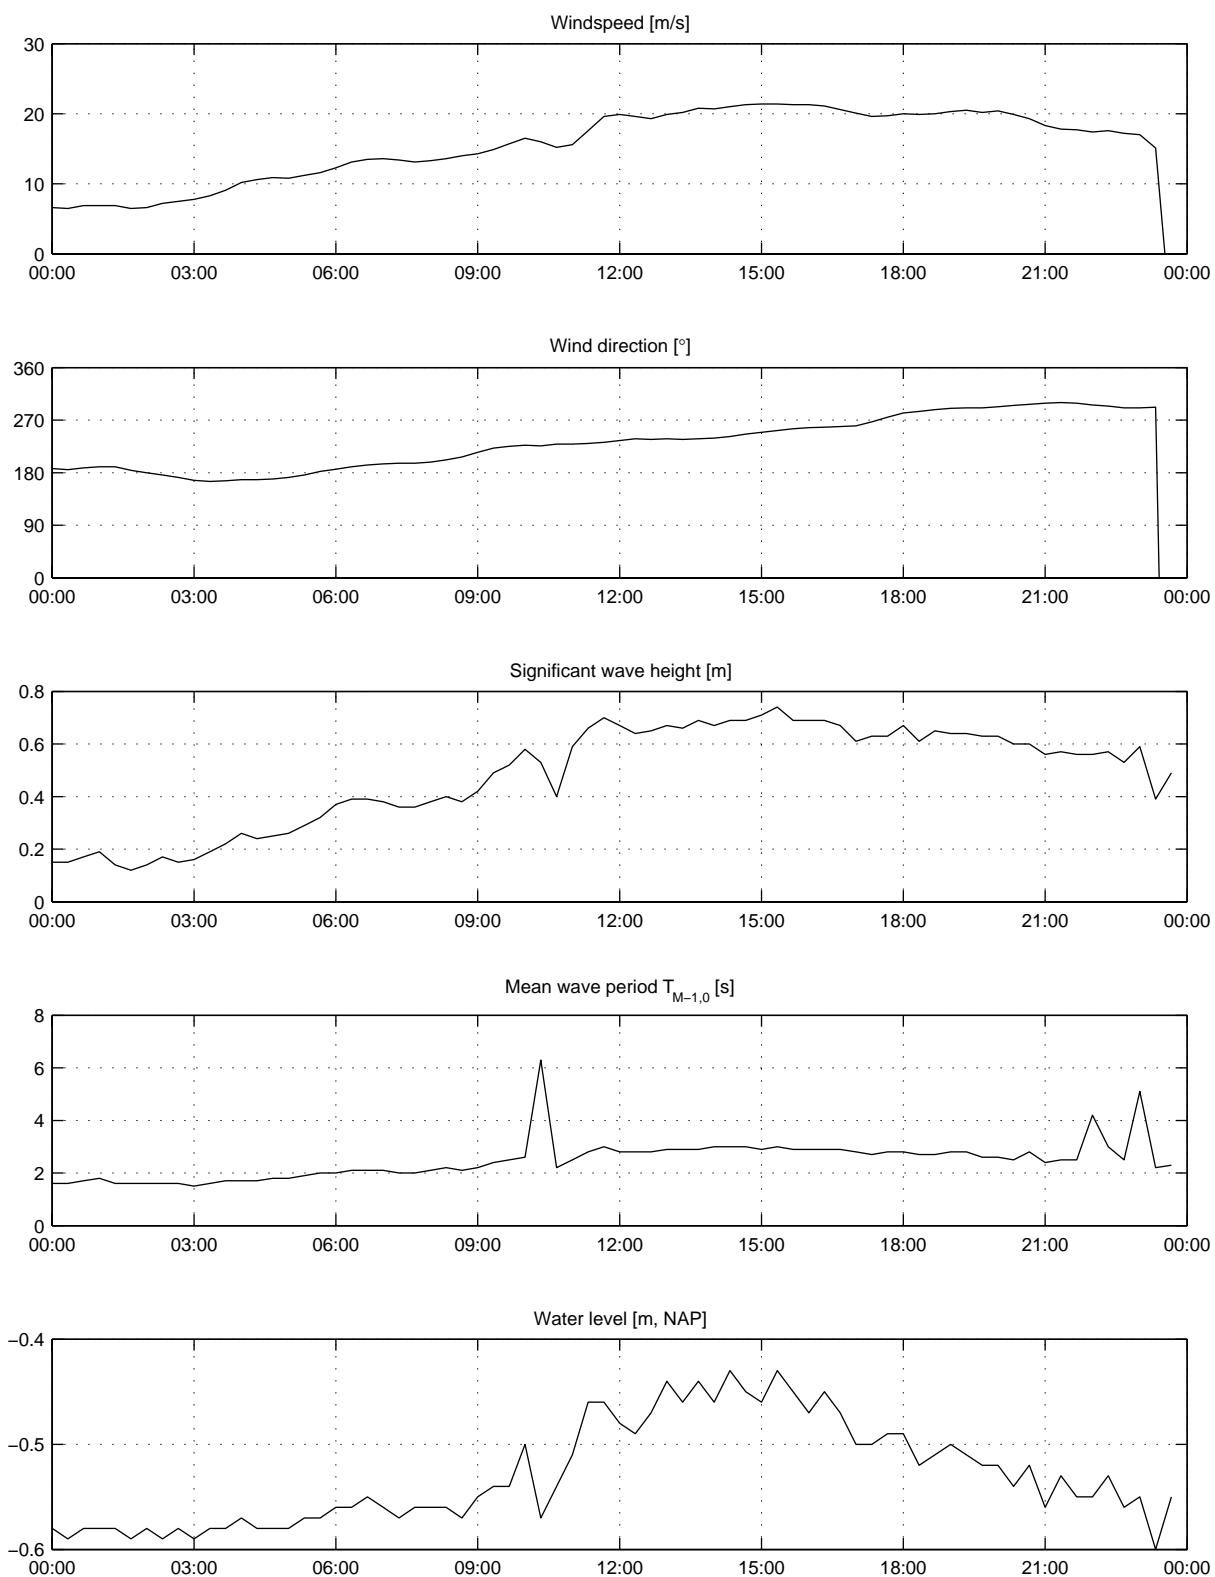 Windspeed [m/s]
30
20
10
0
00:00 03:00 06:00 09:00 12:00 15:00 18:00 21:00 00:00
Wind direction [°]
360
270
180
90
0
00:00 03:00 06:00 09:00 12:00 15:00 18:00 21:00 00:00
Significant wave height [m]
0.8
0.6
0.4
0.2
0
00:00 03:00 06:00 09:00 12:00 15:00 18:00 21:00 00:00
Mean wave period T_M−1,0 [s]
8
6
4
2
0
00:00 03:00 06:00 09:00 12:00 15:00 18:00 21:00 00:00
Water level [m, NAP]
−0.4
−0.5
−0.6
00:00 03:00 06:00 09:00 12:00 15:00 18:00 21:00 00:00